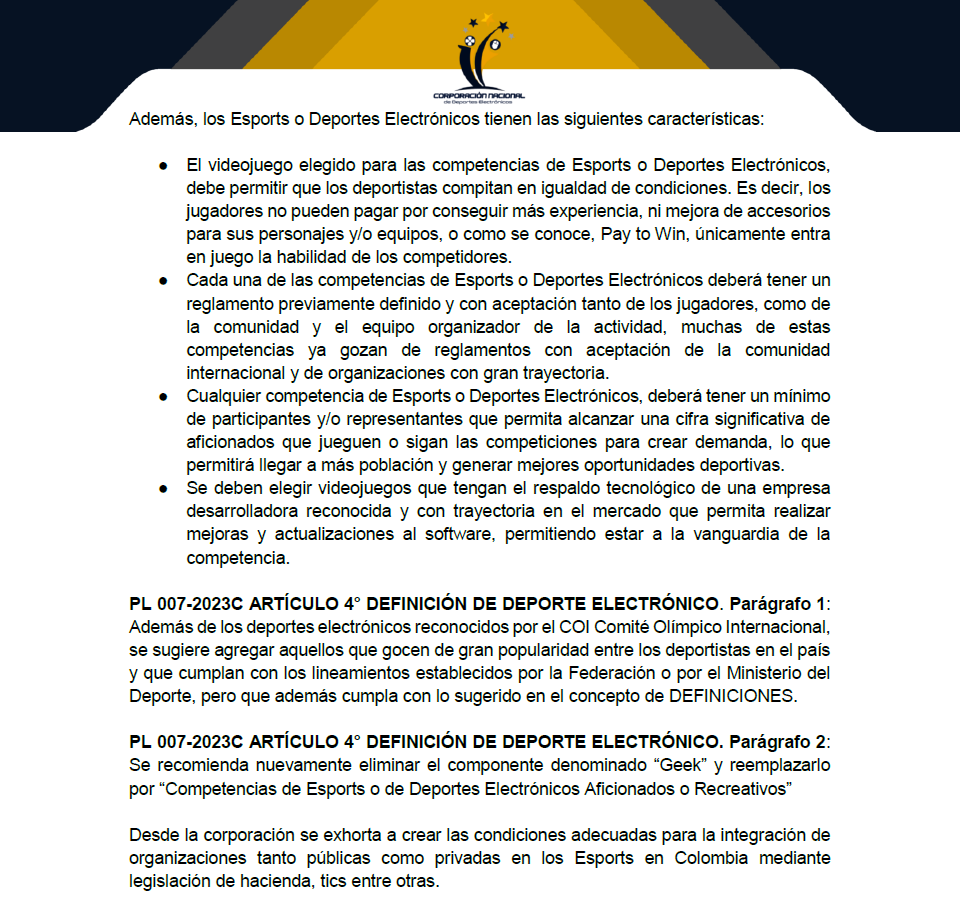 CORPORACIÓN NACIONAL
de Deportes Electrónicos
Además, los Esports o Deportes Electrónicos tienen las siguientes características:
● El videojuego elegido para las competencias de Esports o Deportes Electrónicos,
debe permitir que los deportistas compitan en igualdad de condiciones. Es decir, los
jugadores no pueden pagar por conseguir más experiencia, ni mejora de accesorios
para sus personajes y/o equipos, o como se conoce, Pay to Win, únicamente entra
en juego la habilidad de los competidores.
● Cada una de las competencias de Esports o Deportes Electrónicos deberá tener un
reglamento previamente definido y con aceptación tanto de los jugadores, como de
la comunidad y el equipo organizador de la actividad, muchas de estas
competencias ya gozan de reglamentos con aceptación de la comunidad
internacional y de organizaciones con gran trayectoria.
● Cualquier competencia de Esports o Deportes Electrónicos, deberá tener un mínimo
de participantes y/o representantes que permita alcanzar una cifra significativa de
aficionados que jueguen o sigan las competiciones para crear demanda, lo que
permitirá llegar a más población y generar mejores oportunidades deportivas.
● Se deben elegir videojuegos que tengan el respaldo tecnológico de una empresa
desarrolladora reconocida y con trayectoria en el mercado que permita realizar
mejoras y actualizaciones al software, permitiendo estar a la vanguardia de la
competencia.
PL 007-2023C ARTÍCULO 4° DEFINICIÓN DE DEPORTE ELECTRÓNICO. Parágrafo 1:
Además de los deportes electrónicos reconocidos por el COI Comité Olímpico Internacional,
se sugiere agregar aquellos que gocen de gran popularidad entre los deportistas en el país
y que cumplan con los lineamientos establecidos por la Federación o por el Ministerio del
Deporte, pero que además cumpla con lo sugerido en el concepto de DEFINICIONES.
PL 007-2023C ARTÍCULO 4° DEFINICIÓN DE DEPORTE ELECTRÓNICO. Parágrafo 2:
Se recomienda nuevamente eliminar el componente denominado “Geek” y reemplazarlo
por “Competencias de Esports o de Deportes Electrónicos Aficionados o Recreativos”
Desde la corporación se exhorta a crear las condiciones adecuadas para la integración de
organizaciones tanto públicas como privadas en los Esports en Colombia mediante
legislación de hacienda, tics entre otras.